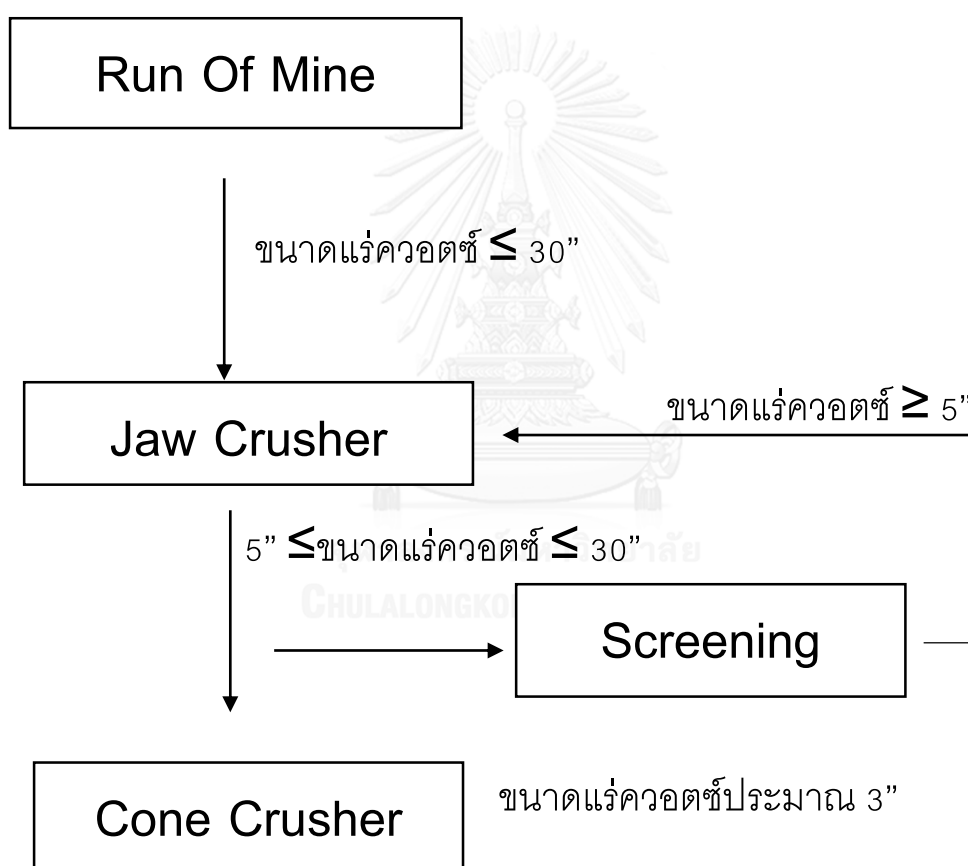 Run Of Mine
ขนาดแร่ควอตซ์ ≤ 30”
Jaw Crusher
ขนาดแร่ควอตซ์ ≥ 5”
5” ≤ขนาดแร่ควอตซ์ ≤ 30”
Screening
Cone Crusher
ขนาดแร่ควอตซ์ประมาณ 3”